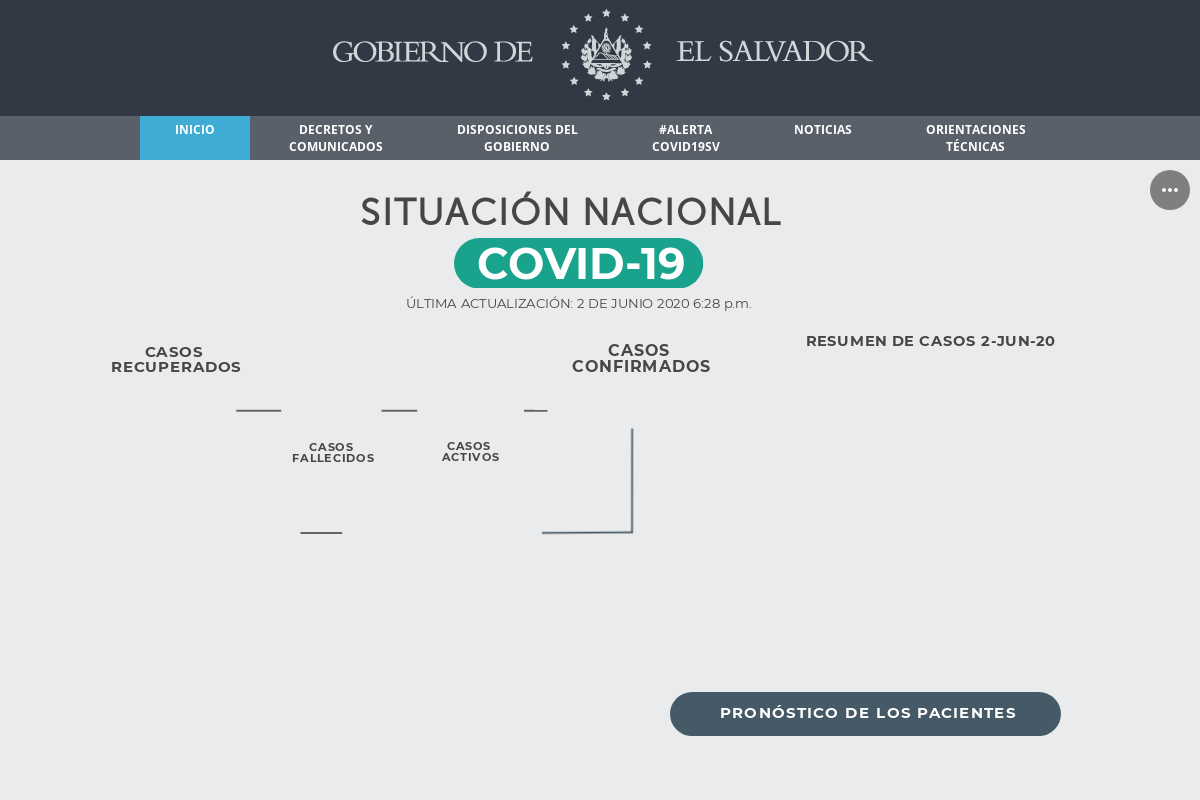 GOBIERNO DE EL SALVADOR
INICIO
DECRETOS Y
COMUNICADOS
DISPOSICIONES DEL
GOBIERNO
#ALERTA
COVID19SV
NOTICIAS
ORIENTACIONES
TÉCNICAS
SITUACIÓN NACIONAL
COVID-19
ÚLTIMA ACTUALIZACIÓN: 2 DE JUNIO 2020 6:28 p.m.
CASOS
RECUPERADOS
CASOS
CONFIRMADOS
RESUMEN DE CASOS 2-JUN-20
CASOS
FALLECIDOS
CASOS
ACTIVOS
PRONÓSTICO DE LOS PACIENTES